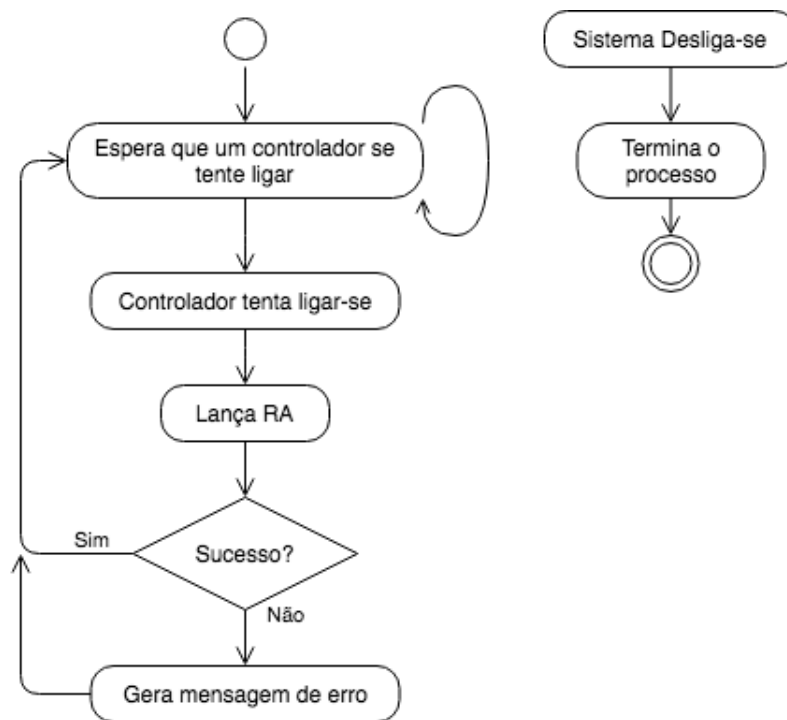 Espera que um controlador se
tente ligar
Controlador tenta ligar-se
Lança RA
Sucesso?
Sim
Não
Gera mensagem de erro
Sistema Desliga-se
Termina o
processo